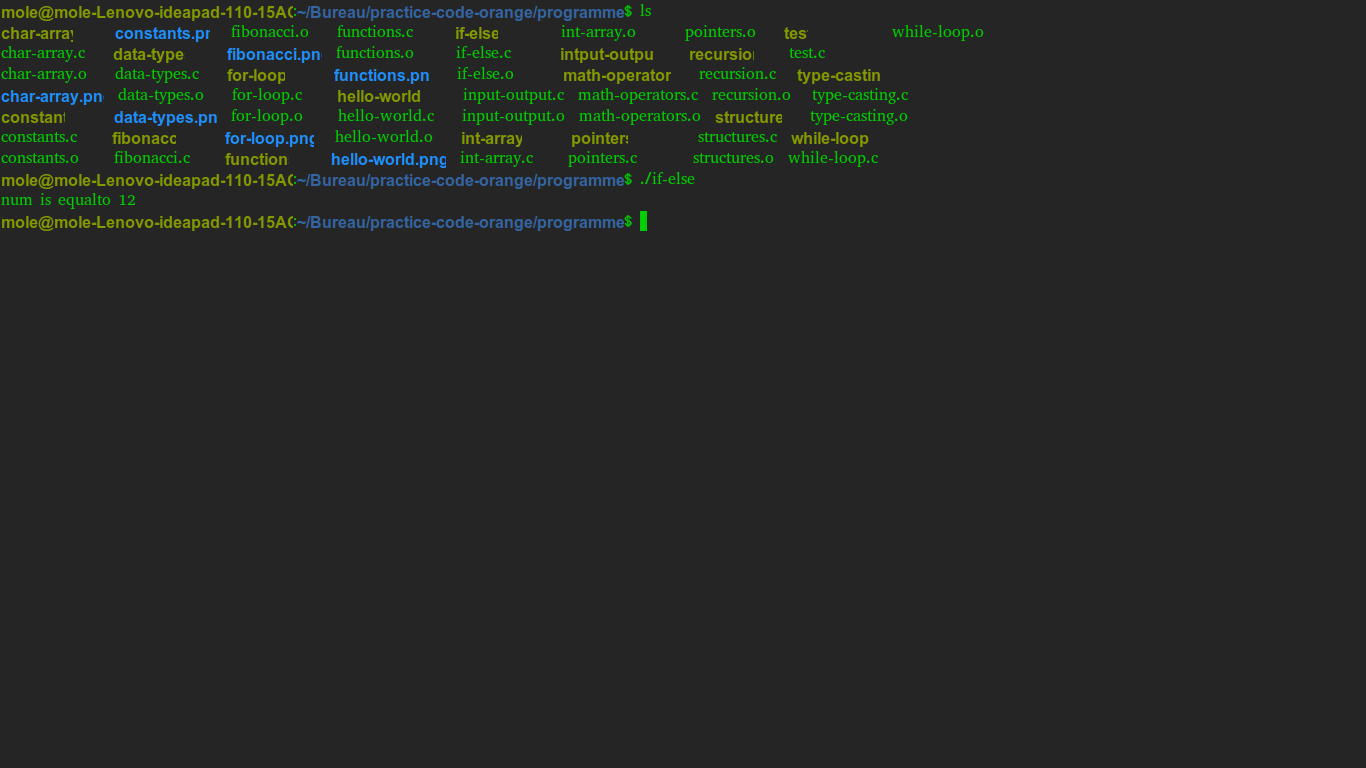 mole@mole-Lenovo-ideapad-110-15AC:~/Bureau/practice-code-orange/programme$ ls
char-array constants.pn fibonacci.o functions.c if-else int-array.o pointers.o tes while-loop.o
char-array.c data-type fibonacci.pn functions.o if-else.c intput-outpu recursion test.c
char-array.o data-types.c for-loop functions.pn if-else.o math-operator recursion.c type-castin
char-array.pn data-types.o for-loop.c hello-world input-output.c math-operators.c recursion.o type-casting.c
constant data-types.pn for-loop.o hello-world.c input-output.o math-operators.o structure type-casting.o
constants.c fibonacc for-loop.png hello-world.o int-array pointers structures.c while-loop
constants.o fibonacci.c function hello-world.png int-array.c pointers.c structures.o while-loop.c
mole@mole-Lenovo-ideapad-110-15AC:~/Bureau/practice-code-orange/programme$ ./if-else
num is equalto 12
mole@mole-Lenovo-ideapad-110-15AC:~/Bureau/practice-code-orange/programme$